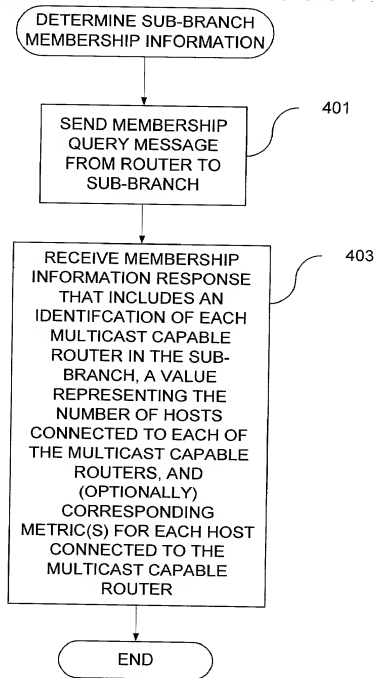 DETERMINE SUB-BRANCH
MEMBERSHIP INFORMATION
401
SEND MEMBERSHIP
QUERY MESSAGE
FROM ROUTER TO
SUB-BRANCH
403
RECEIVE MEMBERSHIP
INFORMATION RESPONSE
THAT INCLUDES AN
IDENTIFCATION OF EACH
MULTICAST CAPABLE
ROUTER IN THE SUB-
BRANCH, A VALUE
REPRESENTING THE
NUMBER OF HOSTS
CONNECTED TO EACH OF
THE MULTICAST CAPABLE
ROUTERS, AND
(OPTIONALLY)
CORRESPONDING
METRIC(S) FOR EACH HOST
CONNECTED TO THE
MULTICAST CAPABLE
ROUTER
END